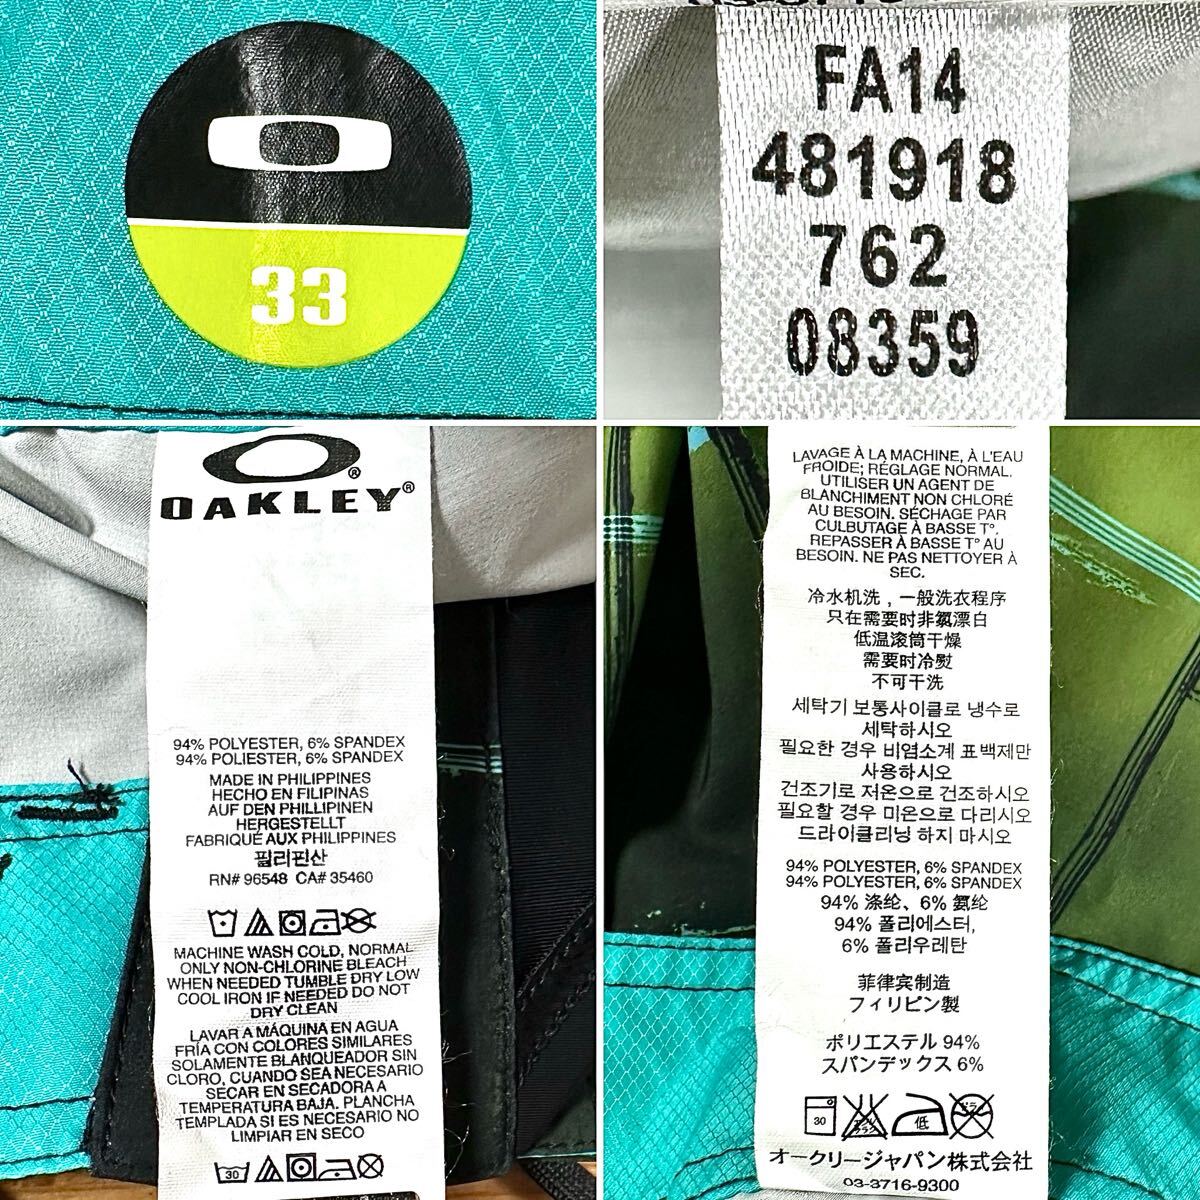 33
FA14
481918
762
08359
OAKLEY®
94% POLYESTER, 6% SPANDEX
94% POLIESTER, 6% SPANDEX
MADE IN PHILIPPINES
HECHO EN FILIPINAS
AUF DEN PHILLIPINEN
HERGESTELLT
FABRIQUÉ AUX PHILIPPINES
필리핀산
RN# 96548 CA# 35460
MACHINE WASH COLD, NORMAL
ONLY NON-CHLORINE BLEACH
WHEN NEEDED TUMBLE DRY LOW
COOL IRON IF NEEDED DO NOT
DRY CLEAN
LAVAR A MÁQUINA EN AGUA
FRÍA CON COLORES SIMILARES
SOLAMENTE BLANQUEADOR SIN
CLORO, CUANDO SEA NECESARIO
SECAR EN SECADORA A
TEMPERATURA BAJA, PLANCHA
TEMPLADA SI ES NECESARIO NO
LIMPIAR EN SECO
30
LAVAGE À LA MACHINE, À L'EAU
FROIDE; RÉGLAGE NORMAL.
UTILISER UN AGENT DE
BLANCHIMENT NON CHLORÉ
AU BESOIN. SÉCHAGE PAR
CULBUTAGE À BASSE T°.
REPASSER À BASSE T° AU
BESOIN. NE PAS NETTOYER À
SEC.
冷水机洗，一般洗衣程序
只在需要时非氯漂白
低温滚筒干燥
需要时冷熨
不可干洗
세탁기 보통사이클로 냉수로
세탁하시오
필요한 경우 비염소계 표백제만
사용하시오
건조기로 저온으로 건조하시오
필요할 경우 미온으로 다리시오
드라이클리닝 하지 마시오
94% POLYESTER, 6% SPANDEX
94% POLYESTER, 6% SPANDEX
94% 涤纶、6% 氨纶
94% 폴리에스터,
6% 폴리우레탄
菲律宾制造
フィリピン製
ポリエステル 94%
スパンデックス 6%
30 エンソサラシ 低 ドライ
オークリージャパン株式会社
03-3716-9300